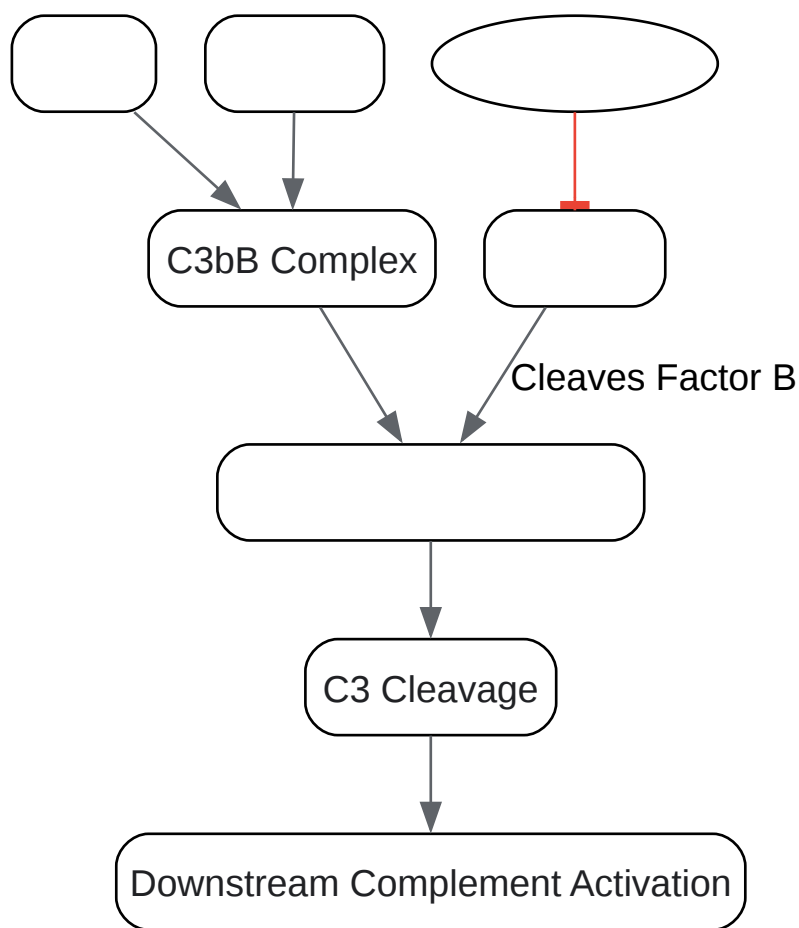 C3bB Complex
Cleaves Factor B
C3 Cleavage
Downstream Complement Activation